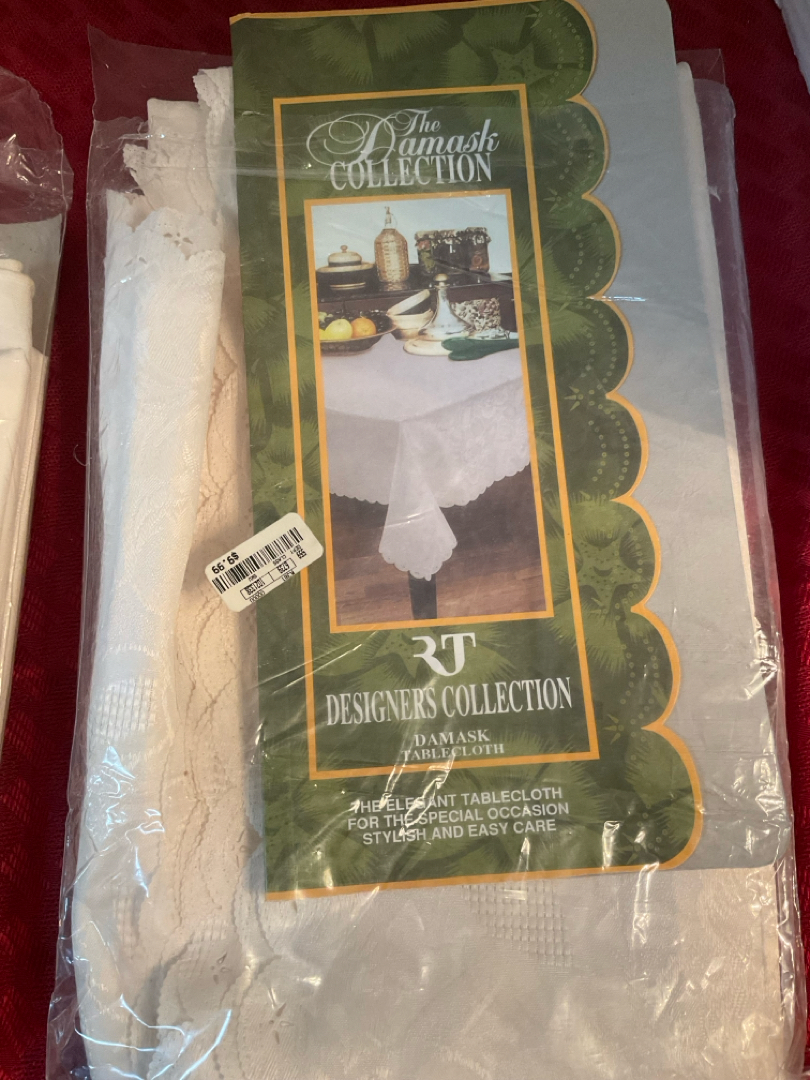 The
Damask
COLLECTION
$9.99
RT
DESIGNERS COLLECTION
DAMASK
TABLECLOTH
THE ELEGANT TABLECLOTH
FOR THE SPECIAL OCCASION
STYLISH AND EASY CARE